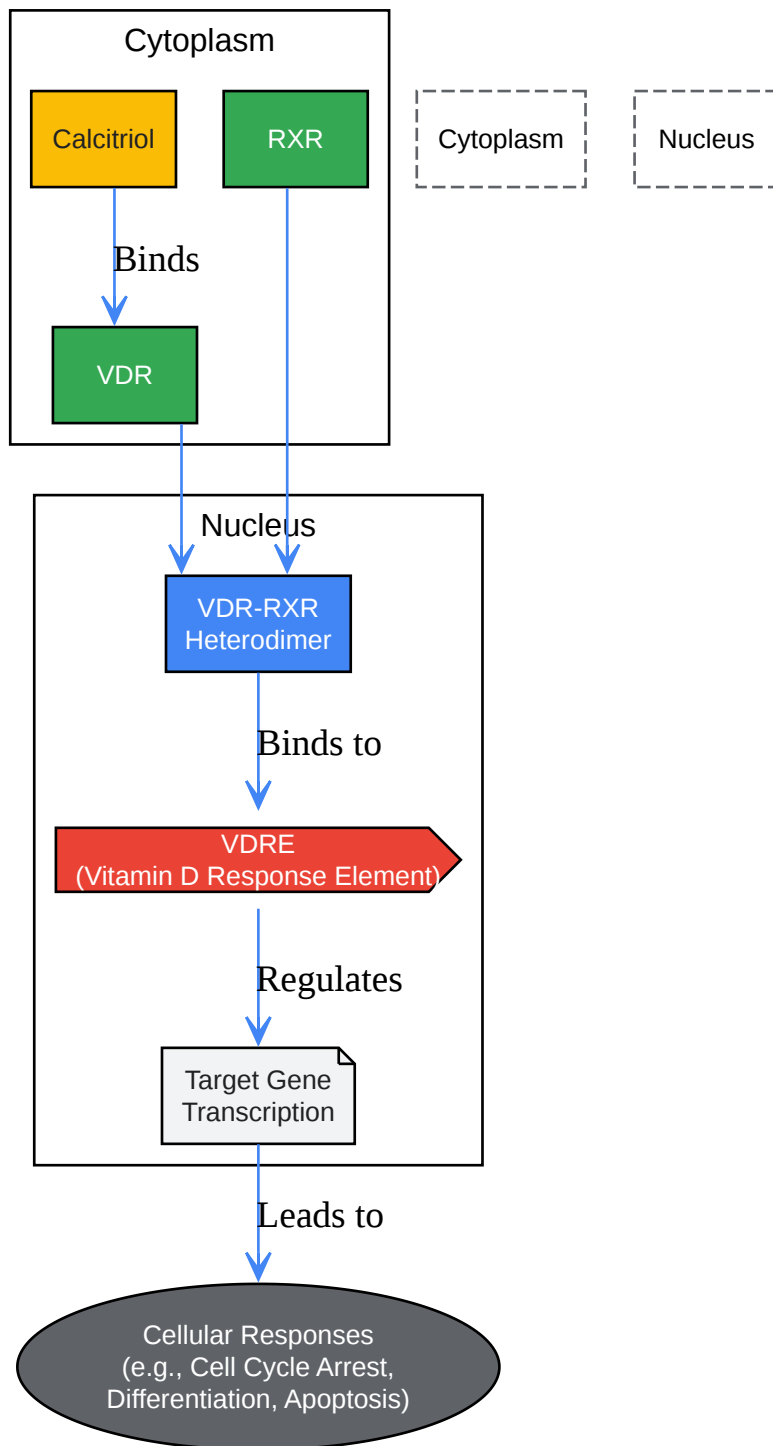 Cytoplasm
Calcitriol
RXR
Cytoplasm
Nucleus
Binds
VDR
Nucleus
VDR-RXR
Heterodimer
Binds to
VDRE
(Vitamin D Response Element)
Regulates
Target Gene
Transcription
Leads to
Cellular Responses
(e.g., Cell Cycle Arrest,
Differentiation, Apoptosis)